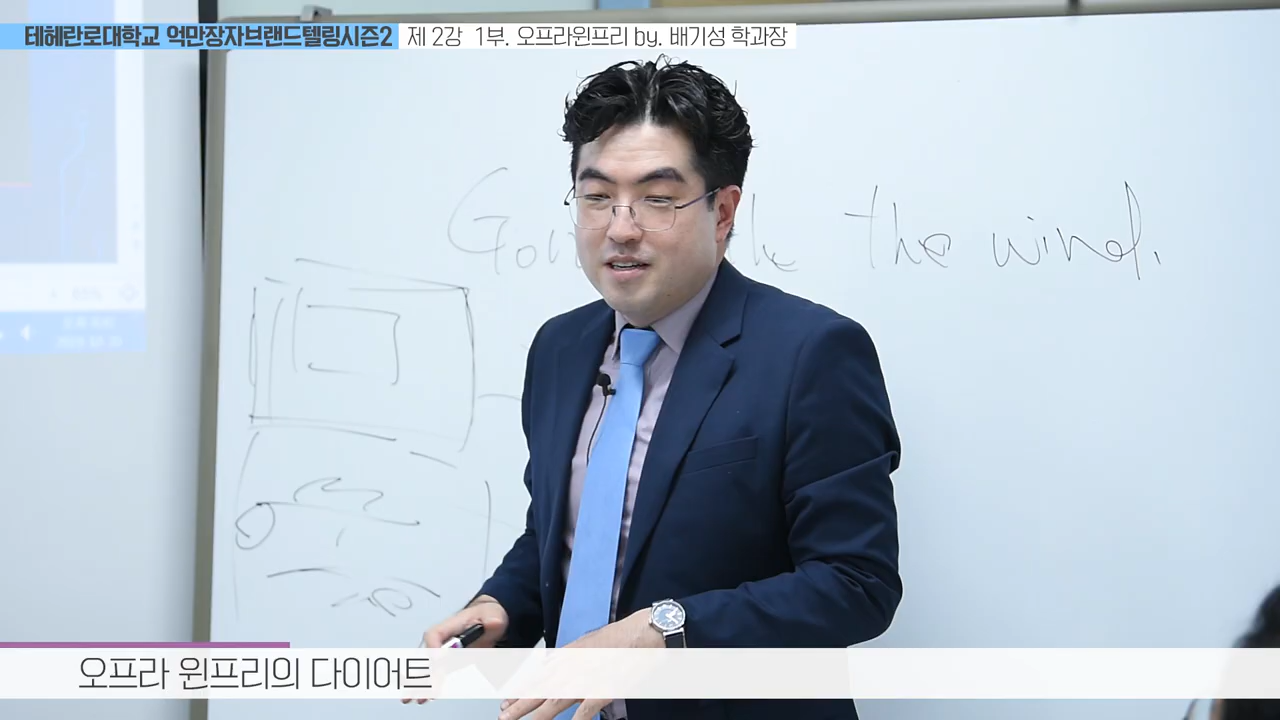 테헤란로대학교 억만장자브랜드텔링시즌2 제 2강 1부. 오프라윈프리 by. 배기성 학과장
the wind.
오프라 윈프리의 다이어트